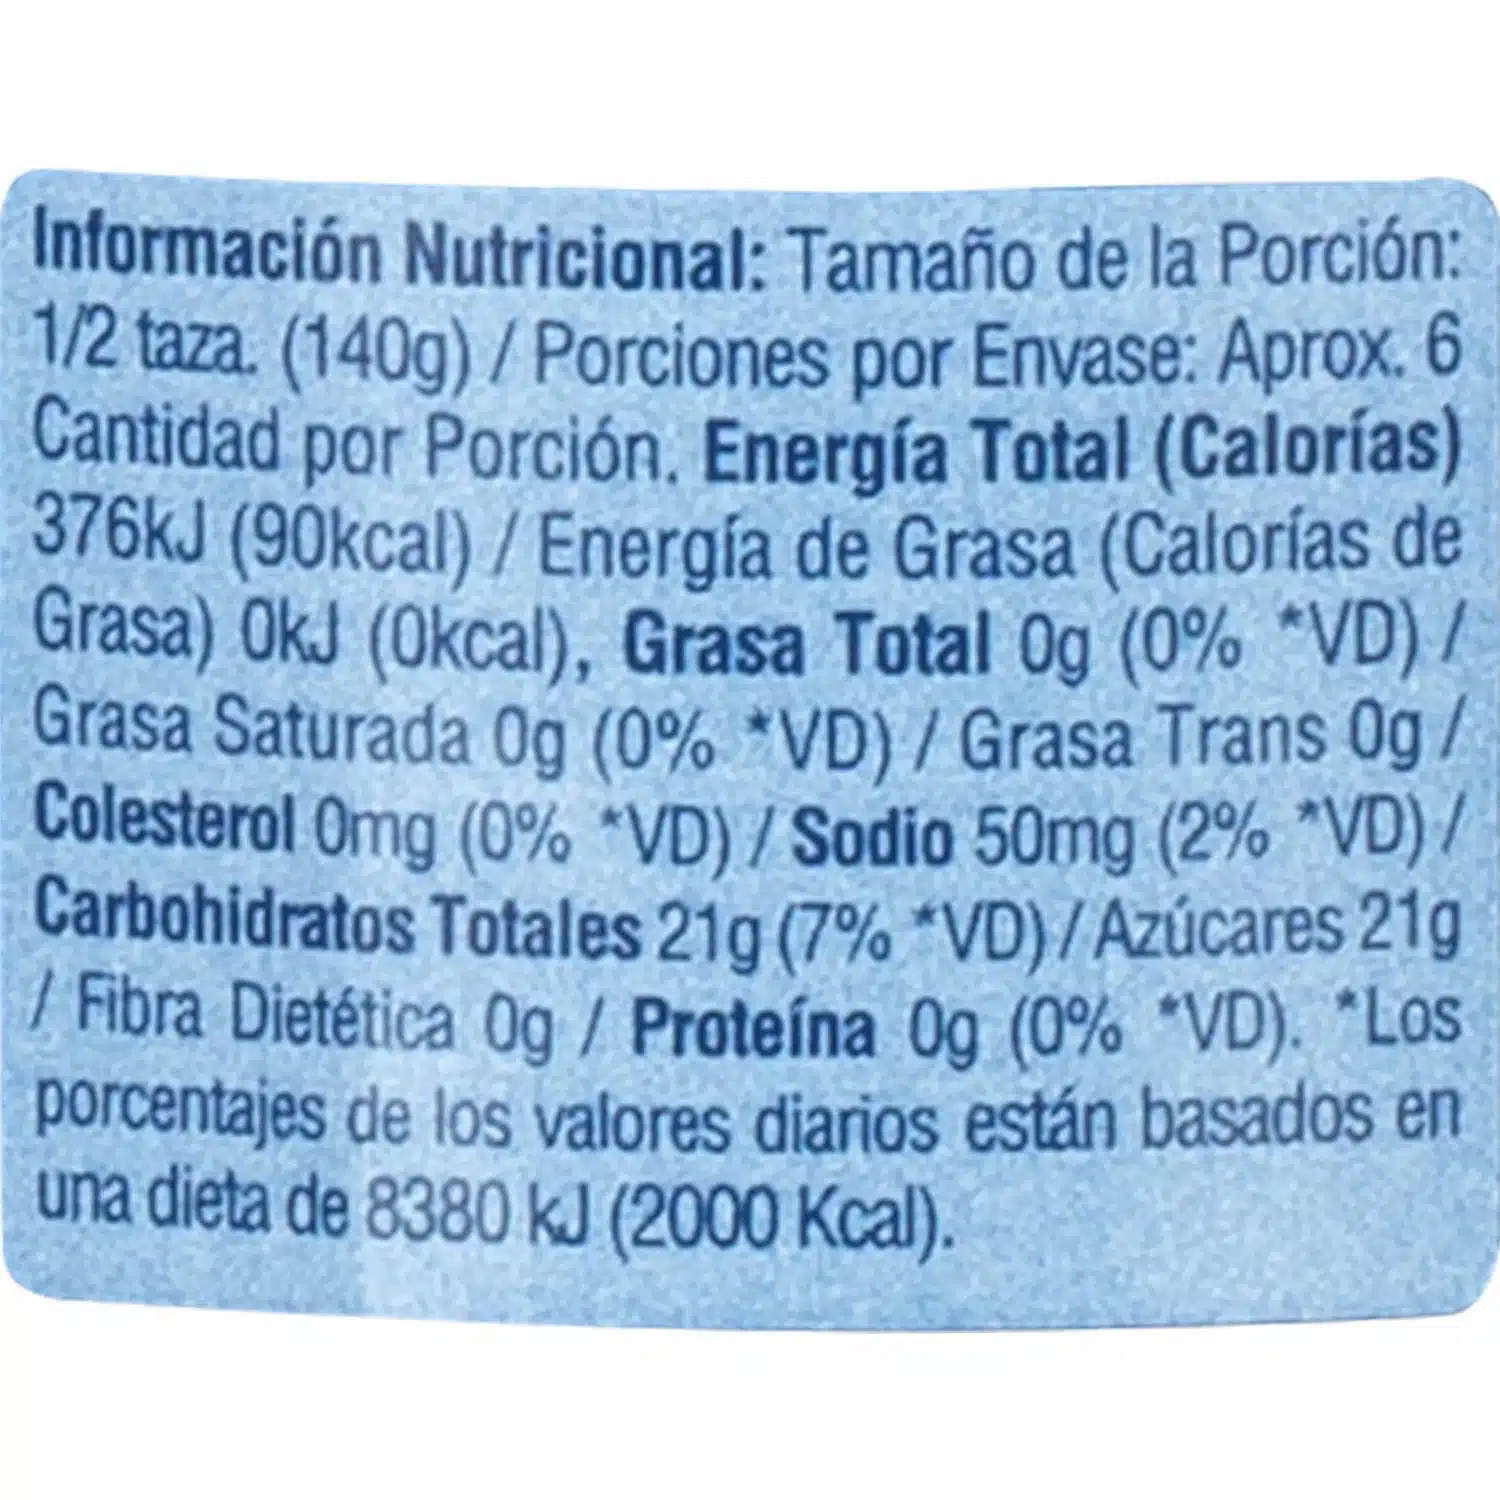 Información Nutricional: Tamaño de la Porción:
1/2 taza. (140g) / Porciones por Envase: Aprox. 6
Cantidad por Porción. Energía Total (Calorías)
376kJ (90kcal) / Energía de Grasa (Calorías de
Grasa) 0kJ (0kcal), Grasa Total 0g (0% *VD) /
Grasa Saturada 0g (0% *VD) / Grasa Trans 0g /
Colesterol 0mg (0% *VD) / Sodio 50mg (2% *VD) /
Carbohidratos Totales 21g (7% *VD) / Azúcares 21g
/ Fibra Dietética 0g / Proteína 0g (0% *VD). *Los
porcentajes de los valores diarios están basados en
una dieta de 8380 kJ (2000 Kcal).